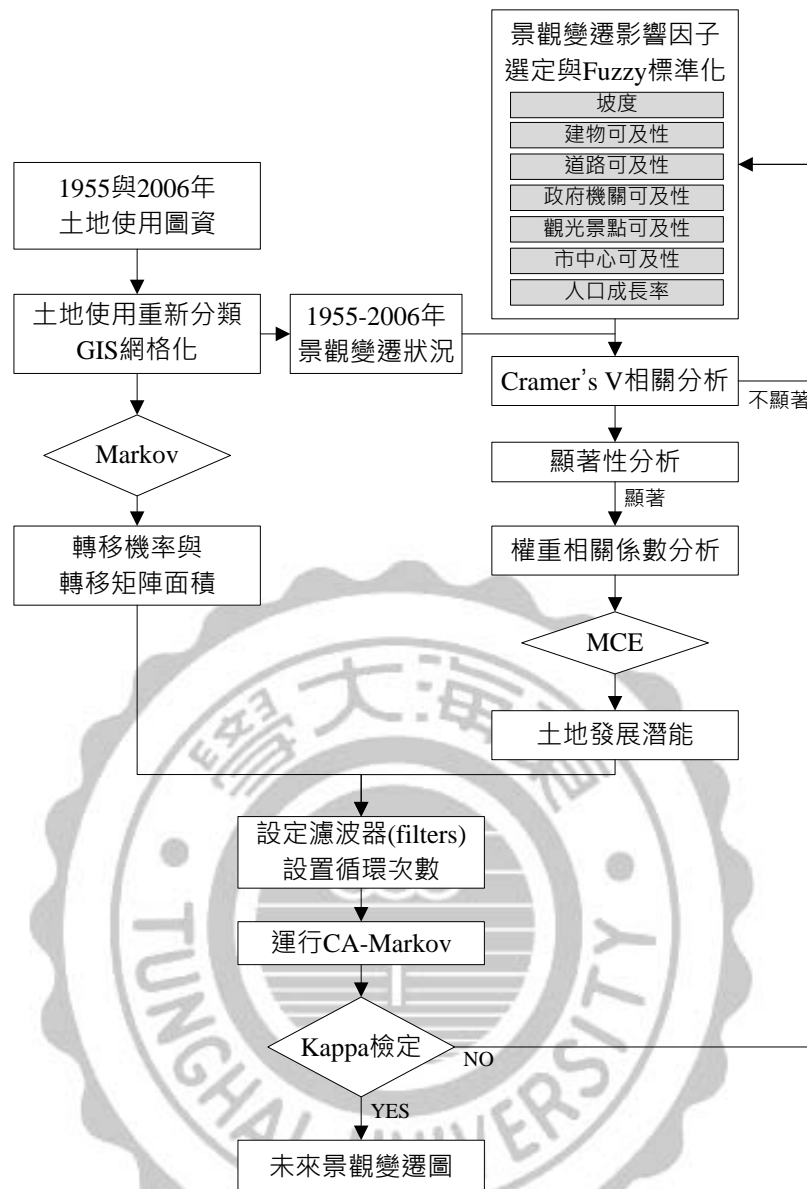 景觀變遷影響因子
選定與Fuzzy標準化
坡度
建物可及性
道路可及性
政府機關可及性
觀光景點可及性
市中心可及性
人口成長率
1955與2006年
土地使用圖資
土地使用重新分類
GIS網格化
1955-2006年
景觀變遷狀況
Cramer's V相關分析
不顯著
Markov
顯著性分析
顯著
轉移機率與
轉移矩陣面積
權重相關係數分析
MCE
土地發展潛能
設定濾波器(filters)
設置循環次數
運行CA-Markov
Kappa檢定
NO
YES
未來景觀變遷圖
學大海東
TUNGHAI UNIVERSITY